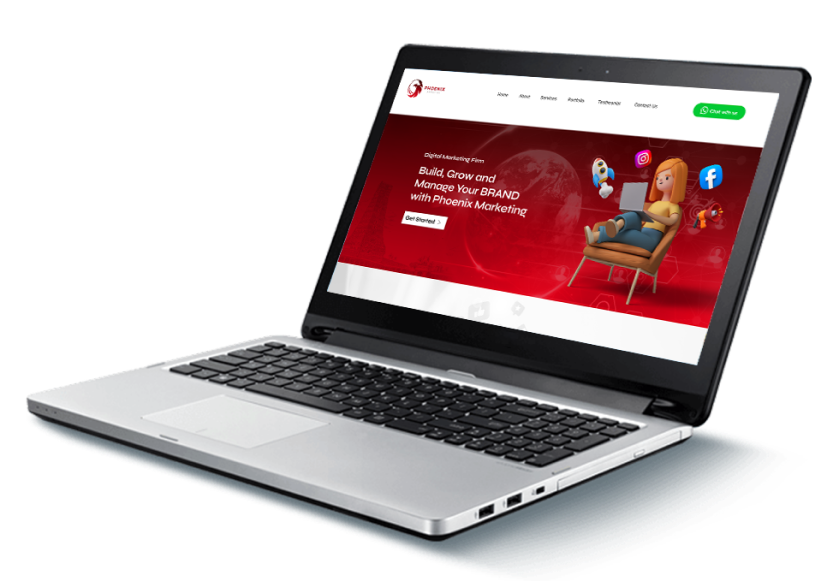 PHOENIX
Home About Services Portfolio Testimonial Contact Us
Chat with us
Digital Marketing Firm
Build, Grow and
Manage Your BRAND
with Phoenix Marketing
Get Started >